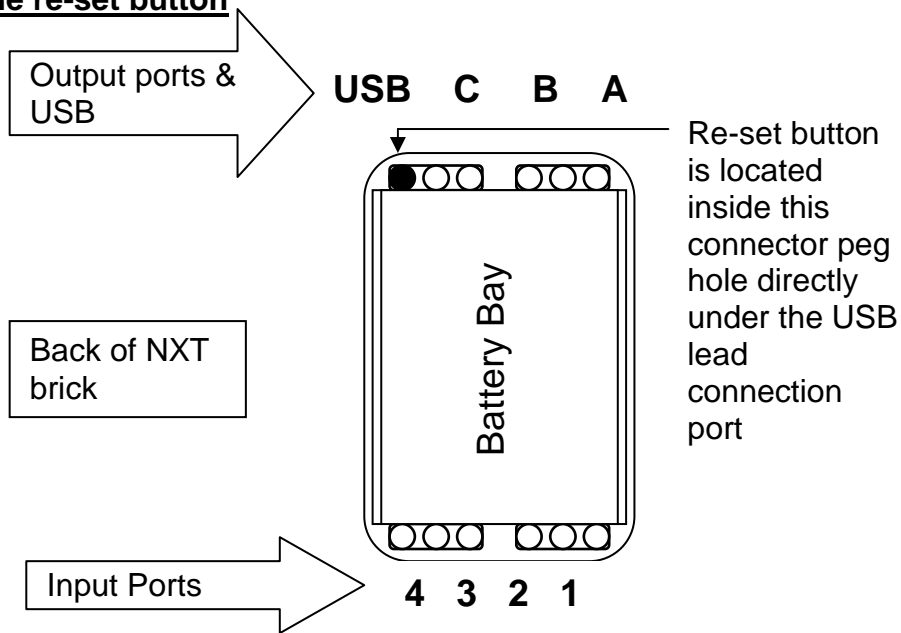 re-set button
Output ports &
USB
USB C B A
Re-set button
is located
inside this
connector peg
hole directly
under the USB
lead
connection
port
Battery Bay
Back of NXT
brick
Input Ports
4 3 2 1